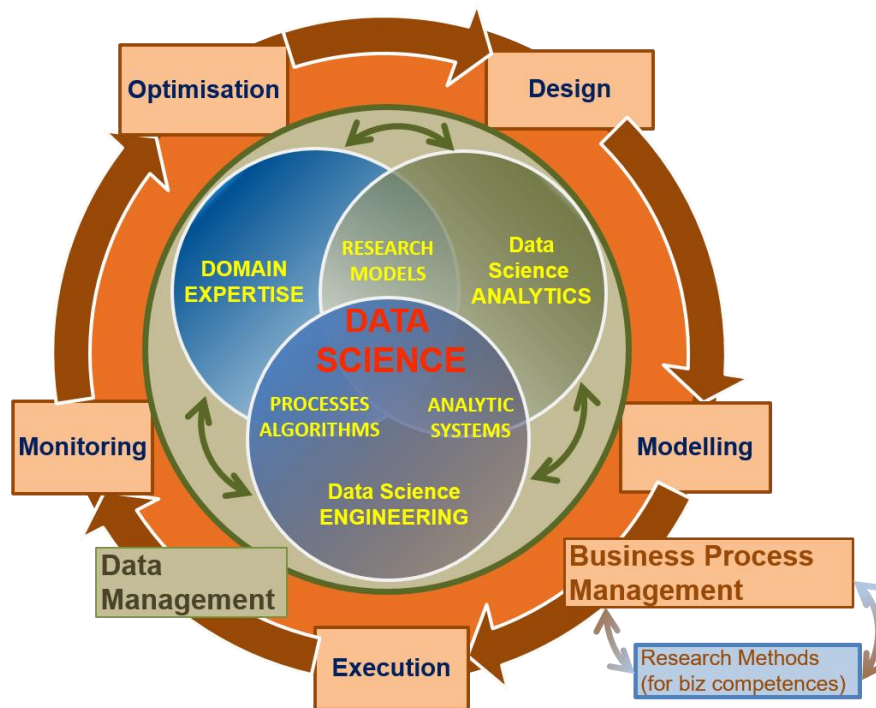 Optimisation
Design
RESEARCH
MODELS
DOMAIN
EXPERTISE
Data
Science
ANALYTICS
DATA
SCIENCE
PROCESSES
ALGORITHMS
ANALYTIC
SYSTEMS
Monitoring
Modelling
Data Science
ENGINEERING
Data
Management
Business Process
Management
Execution
Research Methods
(for biz competences)